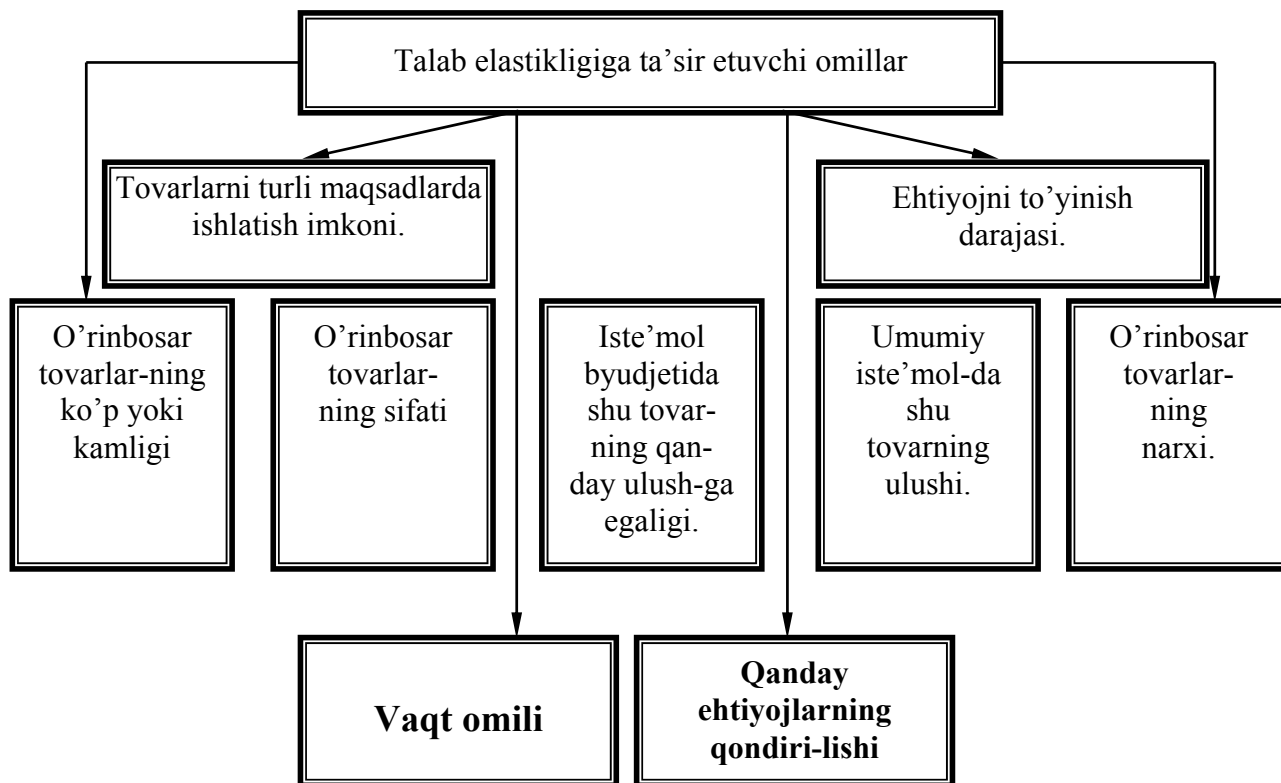 Talab elastikligiga ta’sir etuvchi omillar
Tovarlarni turli maqsadlarda
ishlatish imkoni.
Ehtiyojni to’yinish
darajasi.
O’rinbosar
tovarlar-ning
ko’p yoki
kamligi
O’rinbosar
tovarlar-
ning sifati
Iste’mol
byudjetida
shu tovar-
ning qan-
day ulush-ga
egaligi.
Umumiy
iste’mol-da
shu
tovarning
ulushi.
O’rinbosar
tovarlar-
ning
narxi.
Vaqt omili
Qanday
ehtiyojlarning
qondiri-lishi